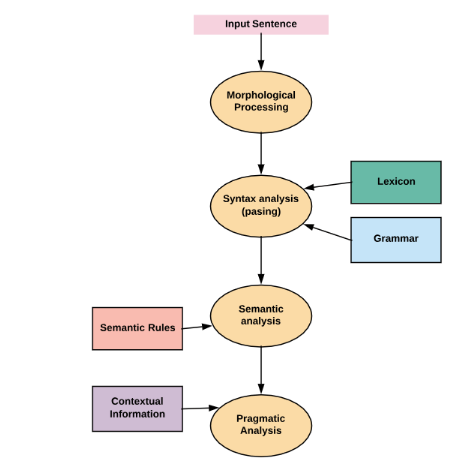 Input Sentence
Morphological
Processing
Syntax analysis
(pasing)
Lexicon
Grammar
Semantic
analysis
Semantic Rules
Contextual
Information
Pragmatic
Analysis